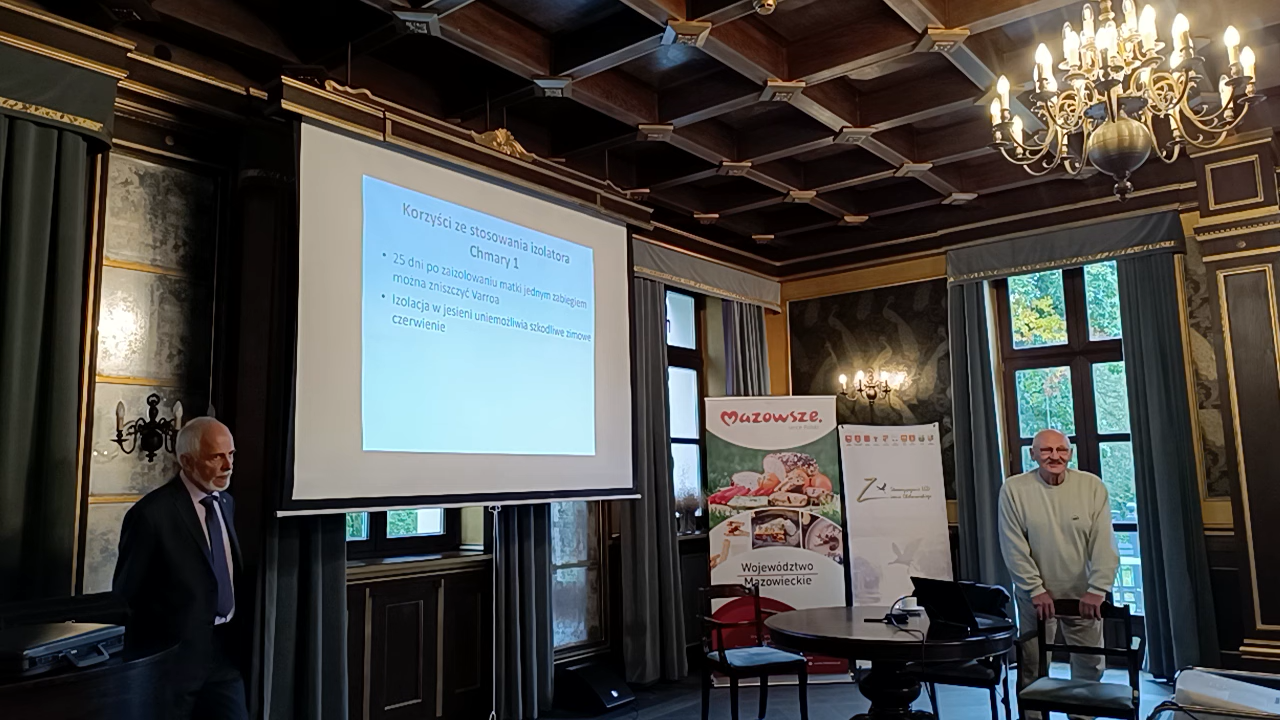 Korzyści ze stosowania izolatora
Chmary 1
• 25 dni po zaizolowaniu matki jednym zabiegiem
można zniszczyć Varroa
• Izolacja w jesieni uniemożliwia szkodliwe zimowe
czerwienie
Mazowsze.
Województwo
Mazowieckie